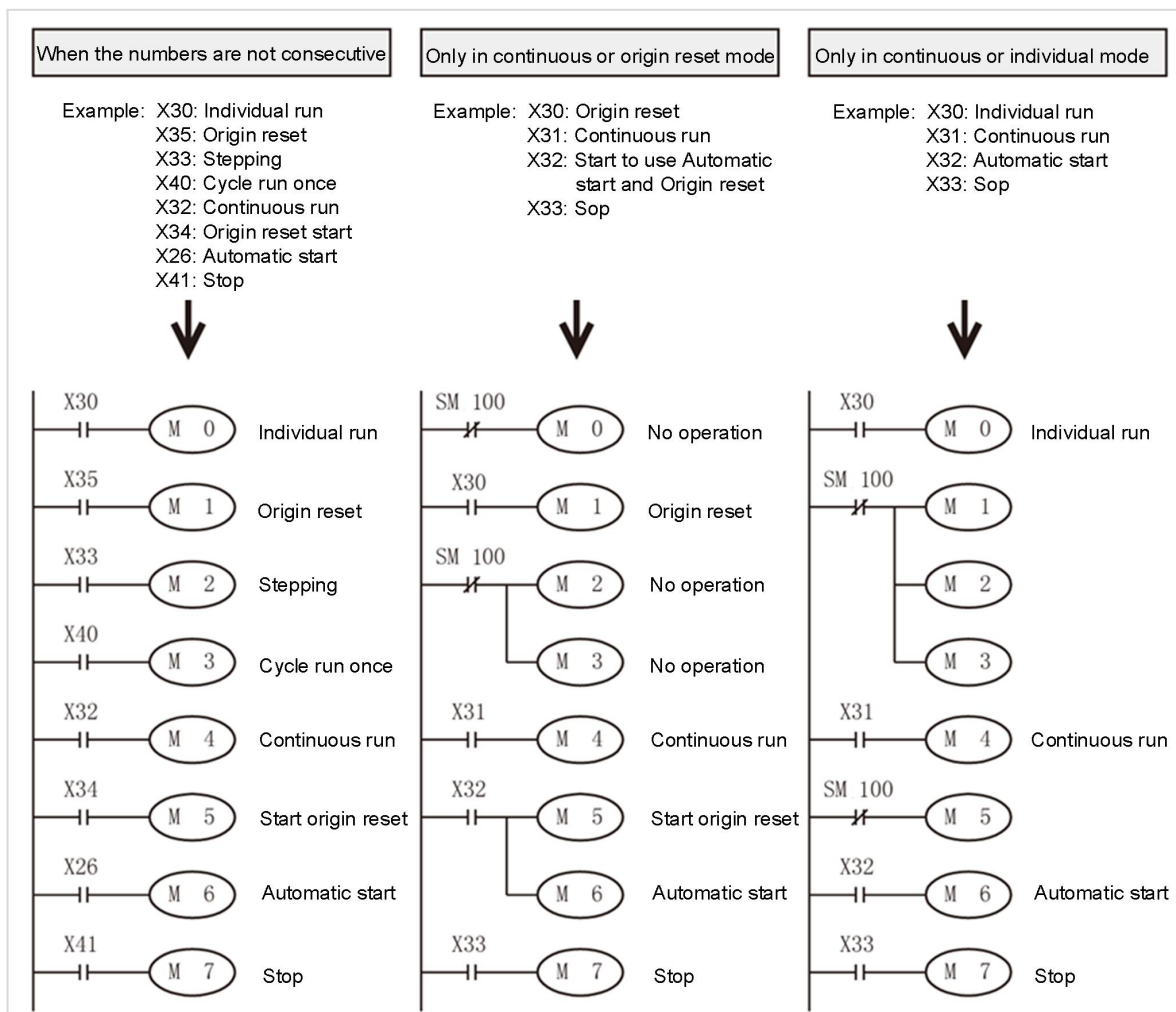 When the numbers are not consecutive
Example: X30: Individual run
X35: Origin reset
X33: Stepping
X40: Cycle run once
X32: Continuous run
X34: Origin reset start
X26: Automatic start
X41: Stop
X30
M 0 Individual run
X35
M 1 Origin reset
X33
M 2 Stepping
X40
M 3 Cycle run once
X32
M 4 Continuous run
X34
M 5 Start origin reset
X26
M 6 Automatic start
X41
M 7 Stop
Only in continuous or origin reset mode
Example: X30: Origin reset
X31: Continuous run
X32: Start to use Automatic
start and Origin reset
X33: Sop
SM 100
M 0 No operation
X30
M 1 Origin reset
SM 100
M 2 No operation
M 3 No operation
X31
M 4 Continuous run
X32
M 5 Start origin reset
M 6 Automatic start
X33
M 7 Stop
Only in continuous or individual mode
Example: X30: Individual run
X31: Continuous run
X32: Automatic start
X33: Sop
X30
M 0 Individual run
SM 100
M 1
M 2
M 3
X31
M 4 Continuous run
SM 100
M 5
X32
M 6 Automatic start
X33
M 7 Stop